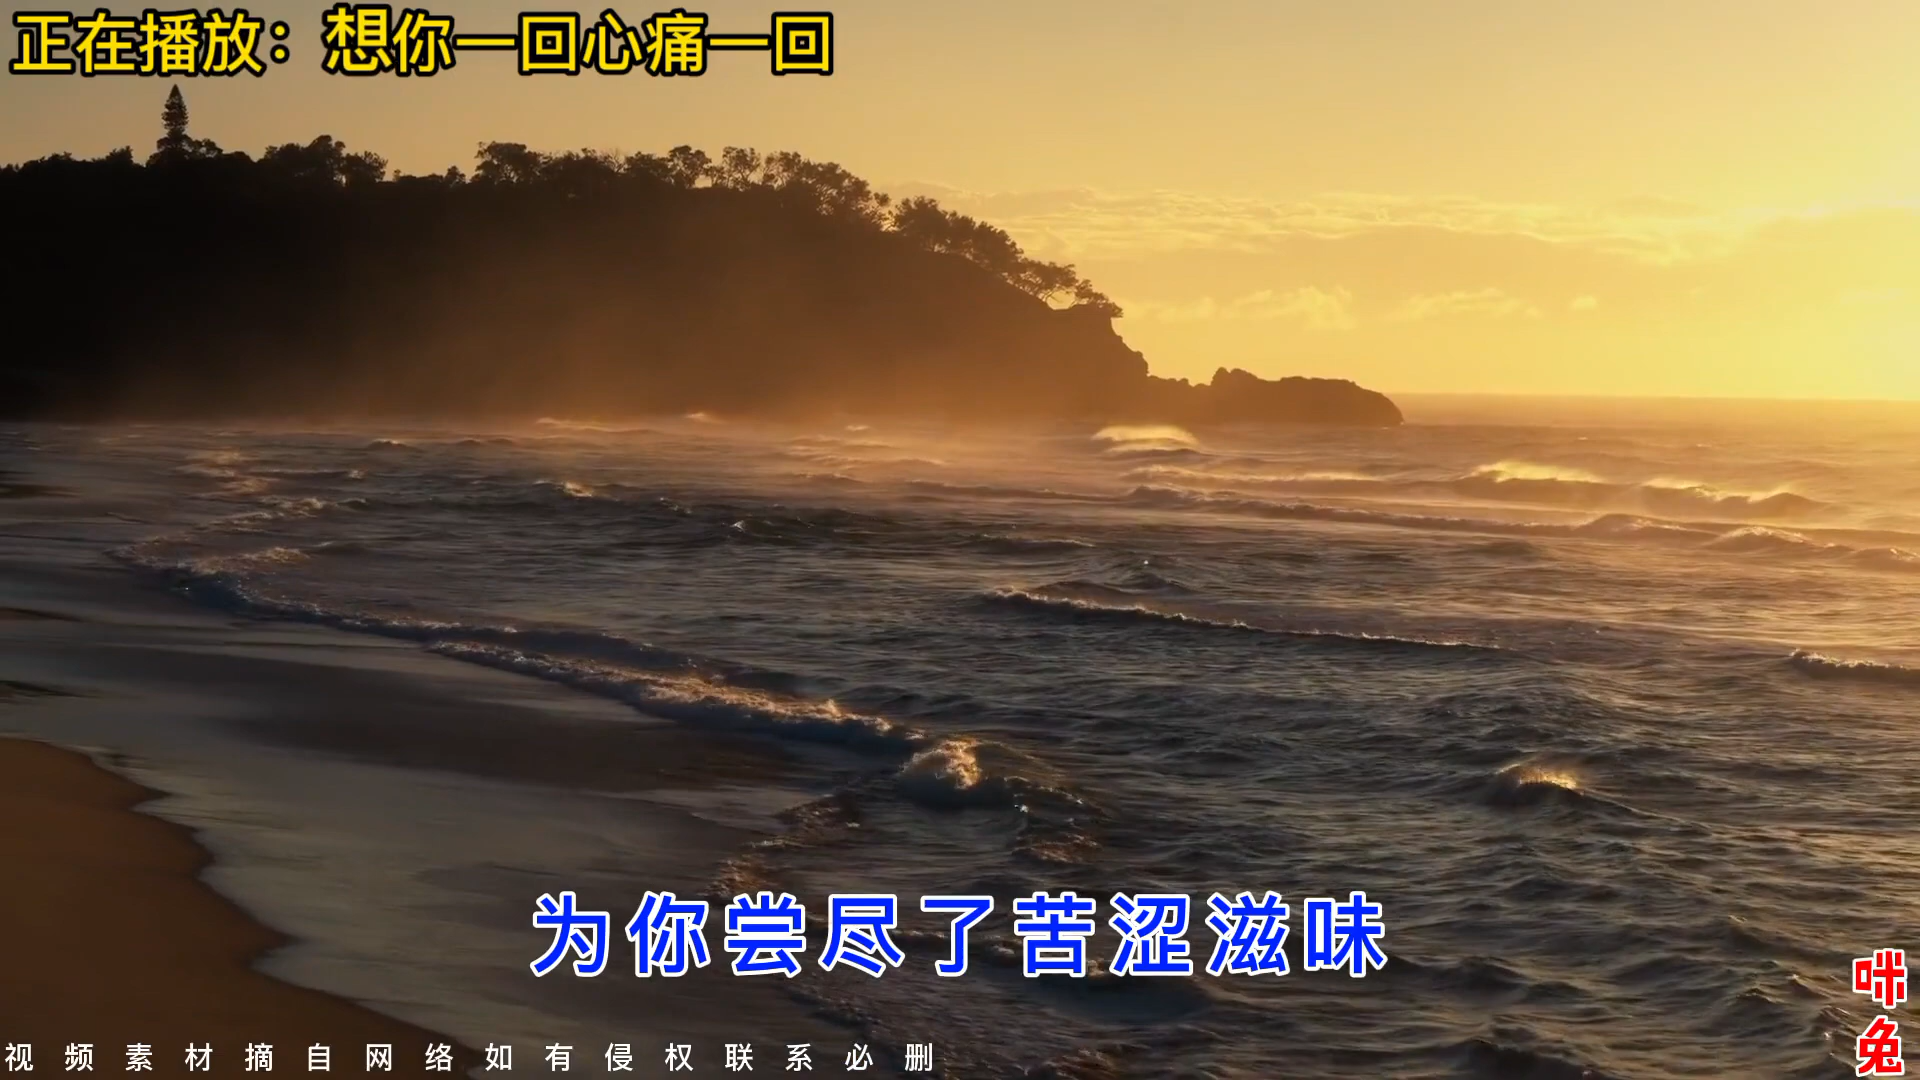 正在播放：想你一回心痛一回
为你尝尽了苦涩滋味
咪兔
视频素材摘自网络如有侵权联系必删